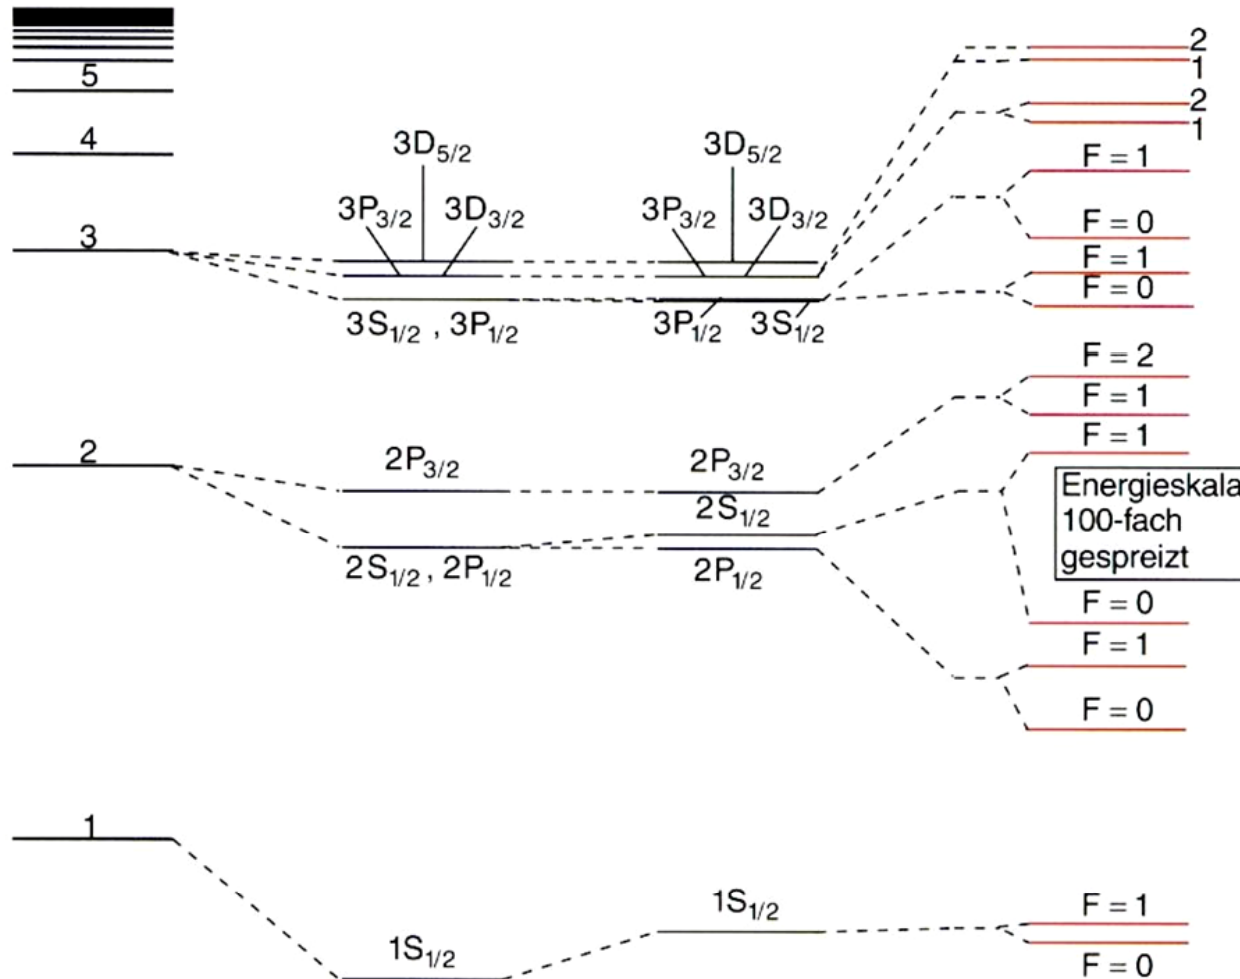 5
4
3
2
1
3D5/2
3P3/2 3D3/2
3S1/2 , 3P1/2
2P3/2
2S1/2 , 2P1/2
1S1/2
3D5/2
3P3/2 3D3/2
3P1/2 3S1/2
2P3/2
2S1/2
2P1/2
1S1/2
2
1
2
1
F = 1
F = 0
F = 1
F = 0
F = 2
F = 1
F = 1
Energieskala
100-fach
gespreizt
F = 0
F = 1
F = 0
F = 1
F = 0